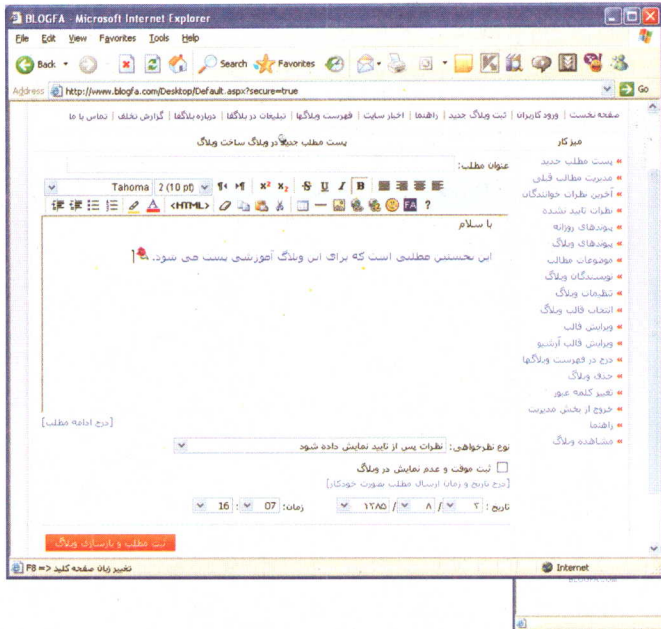 BLOGFA - Microsoft Internet Explorer
File Edit View Favorites Tools Help
Back Search Favorites
Address http://www.blogfa.com/Desktop/Default.aspx?secure=true Go
صفحه نخست | ورود کاربران | ثبت وبلاگ جدید | راهنما | اخبار سایت | فهرست وبلاگها | تبلیغات در بلاگفا | درباره بلاگفا | گزارش تخلف | تماس با ما
میز کار
» پست مطلب جدید
» مدیریت مطالب قبلی
» آخرین نظرات خوانندگان
» نظرات تایید نشده
» پیوندهای روزانه
» پیوندهای وبلاگ
» موضوعات مطالب
» نویسندگان وبلاگ
» تنظیمات وبلاگ
» انتخاب قالب وبلاگ
» ویرایش قالب
» ویرایش قالب آرشیو
» درج در فهرست وبلاگها
» حذف وبلاگ
» تغییر کلمه عبور
» خروج از بخش مدیریت
» راهنما
» مشاهده وبلاگ
پست مطلب جدید در وبلاگ ساخت وبلاگ
عنوان مطلب:
Tahoma 2 (10 pt) ¶ ¶ x² x₂ S U I B
<HTML> FA ?
با سلام
این نخستین مطلبی است که برای این وبلاگ آموزشی پست می شود.
[درج ادامه مطلب]
نوع نظرخواهی: نظرات پس از تایید نمایش داده شود
ثبت موقت و عدم نمایش در وبلاگ
[درج تاریخ و زمان ارسال مطلب بصورت خودکار]
تاریخ: ۲ / ۸ / ۱۳۸۵ زمان: 07 : 16
ثبت مطلب و بازسازی وبلاگ
تغییر زبان صفحه کلید <= F8 Internet
BLOGFA.COM